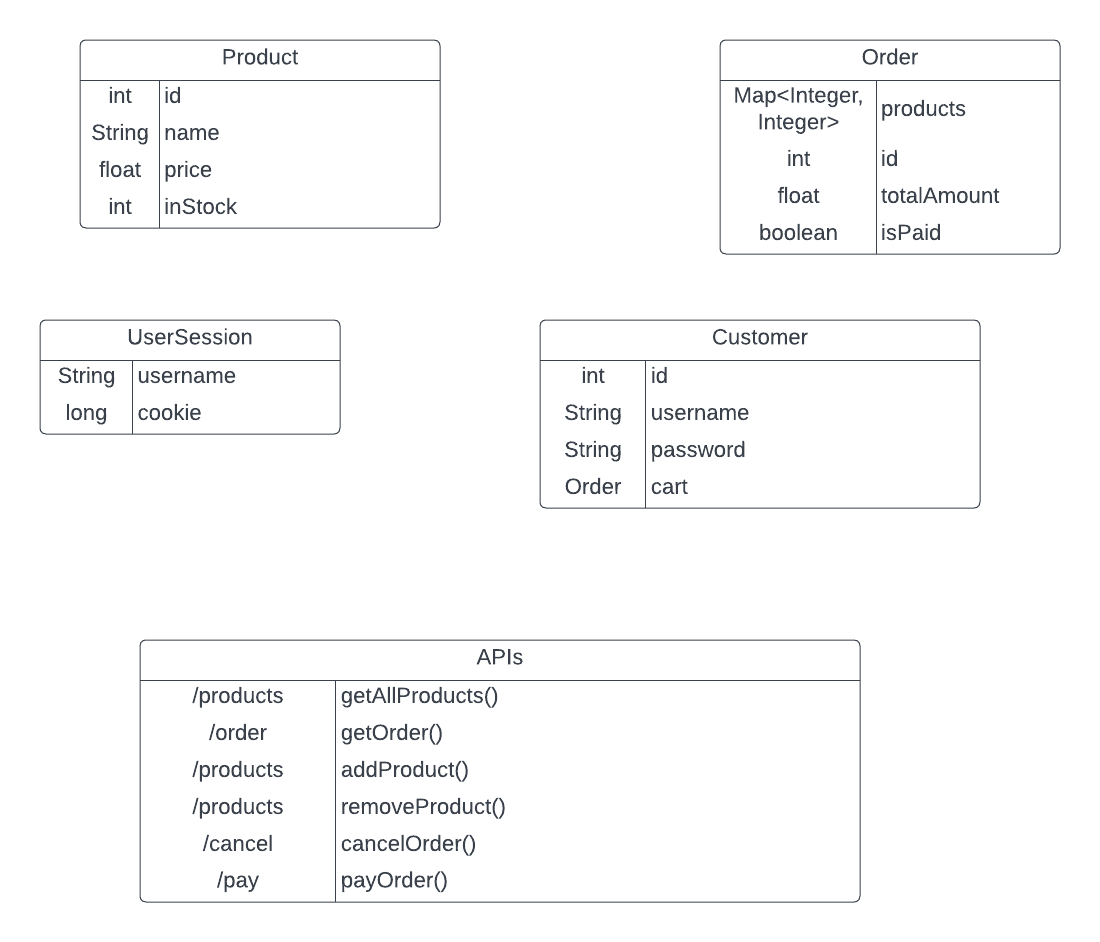 Product
int id
String name
float price
int inStock
Order
Map<Integer,
Integer> products
int id
float totalAmount
boolean isPaid
UserSession
String username
long cookie
Customer
int id
String username
String password
Order cart
APIs
/products getAllProducts()
/order getOrder()
/products addProduct()
/products removeProduct()
/cancel cancelOrder()
/pay payOrder()